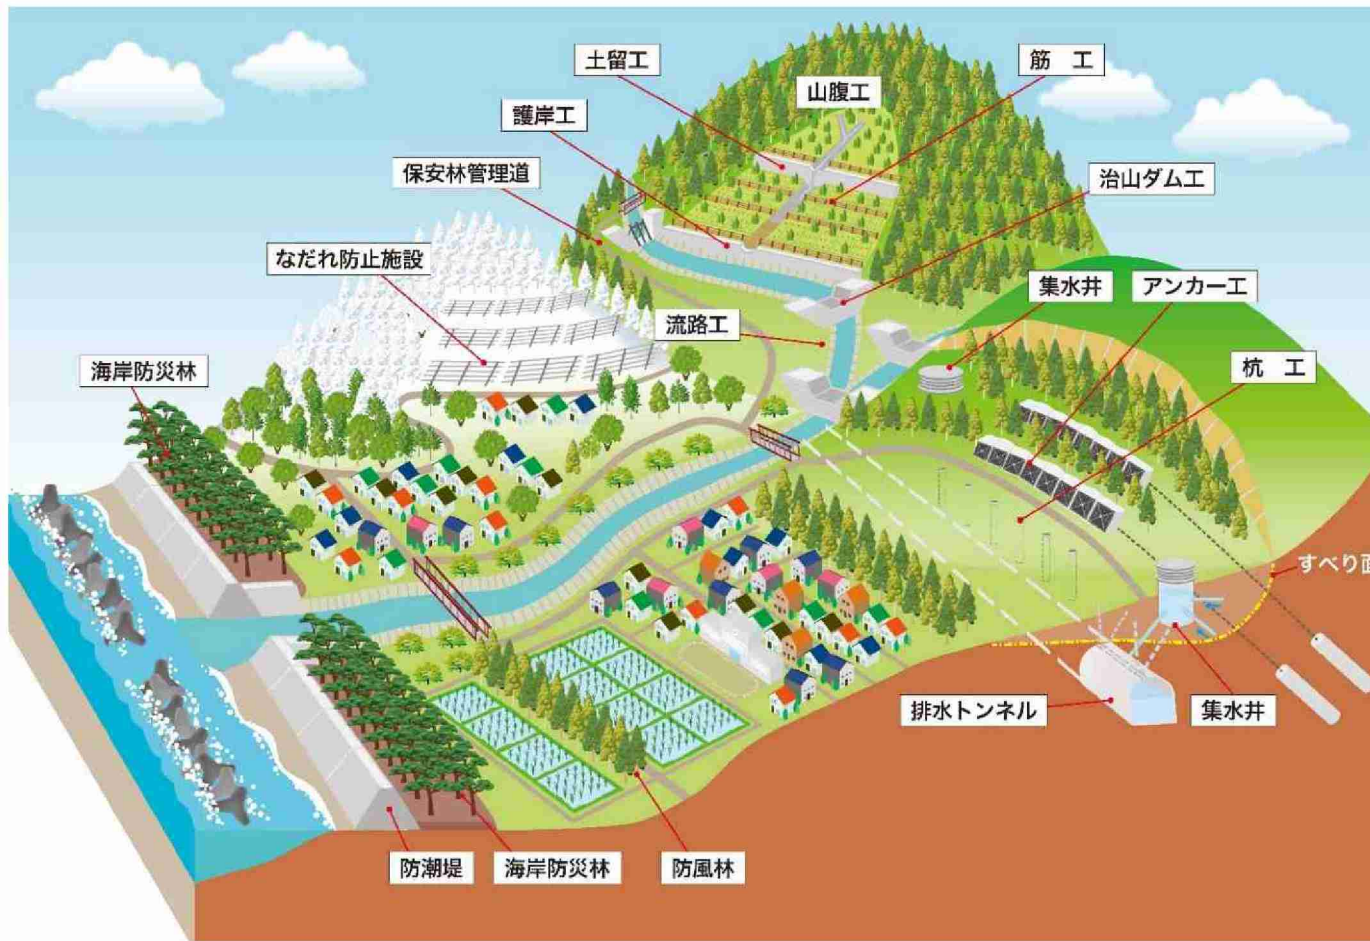 土留工
筋　工
山腹工
護岸工
保安林管理道
治山ダム工
なだれ防止施設
集水井
アンカー工
流路工
杭　工
海岸防災林
すべり面
排水トンネル
集水井
防潮堤
海岸防災林
防風林